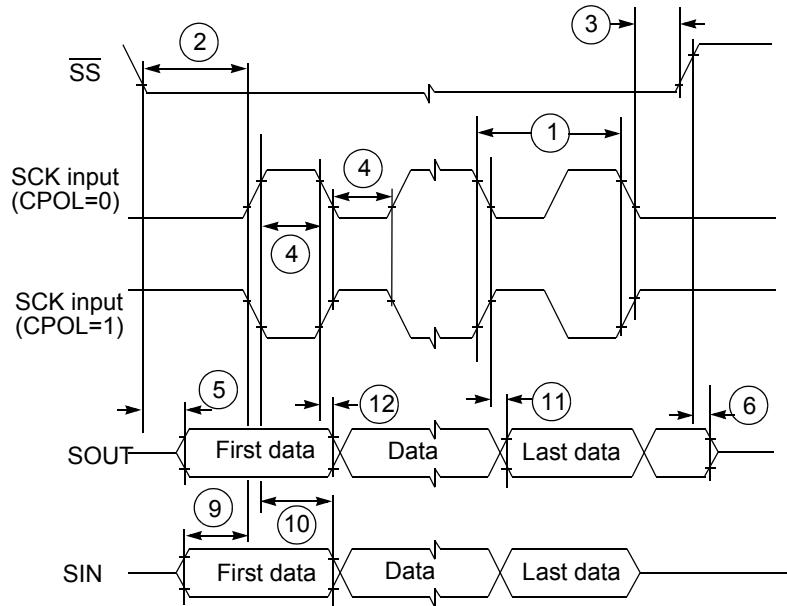 2
3
SS
1
SCK input
(CPOL=0)
4
4
SCK input
(CPOL=1)
5
12
11
6
SOUT
First data
Data
Last data
9
10
SIN
First data
Data
Last data